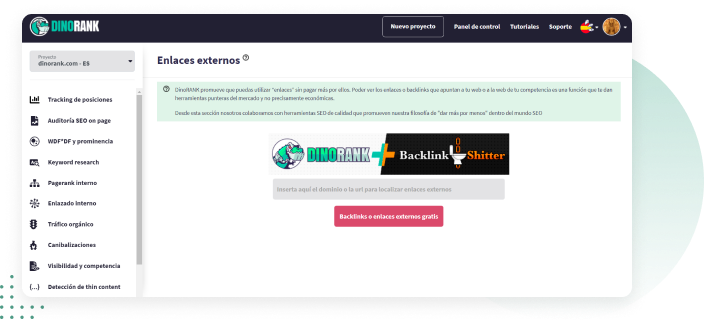 DINORANK
Nuevo proyecto
Panel de control
Tutoriales
Soporte
Proyecto
dinorank.com - ES
Tracking de posiciones
Auditoría SEO on page
WDF*IDF y prominencia
Keyword research
Pagerank interno
Enlazado interno
Tráfico orgánico
Canibalizaciones
Visibilidad y competencia
(...) Detección de thin content
Enlaces externos
DinoRANK promueve que puedas utilizar "enlaces" sin pagar más por ellos. Poder ver los enlaces o backlinks que apuntan a tu web o a la web de tu competencia es una función que te dan
herramientas punteras del mercado y no precisamente económicas.
Desde esta sección nosotros colaboramos con herramientas SEO de calidad que promueven nuestra filosofía de "dar más por menos" dentro del mundo SEO
DINORANK + Backlink Shitter
Inserta aquí el dominio o la url para localizar enlaces externos
Backlinks o enlaces externos gratis